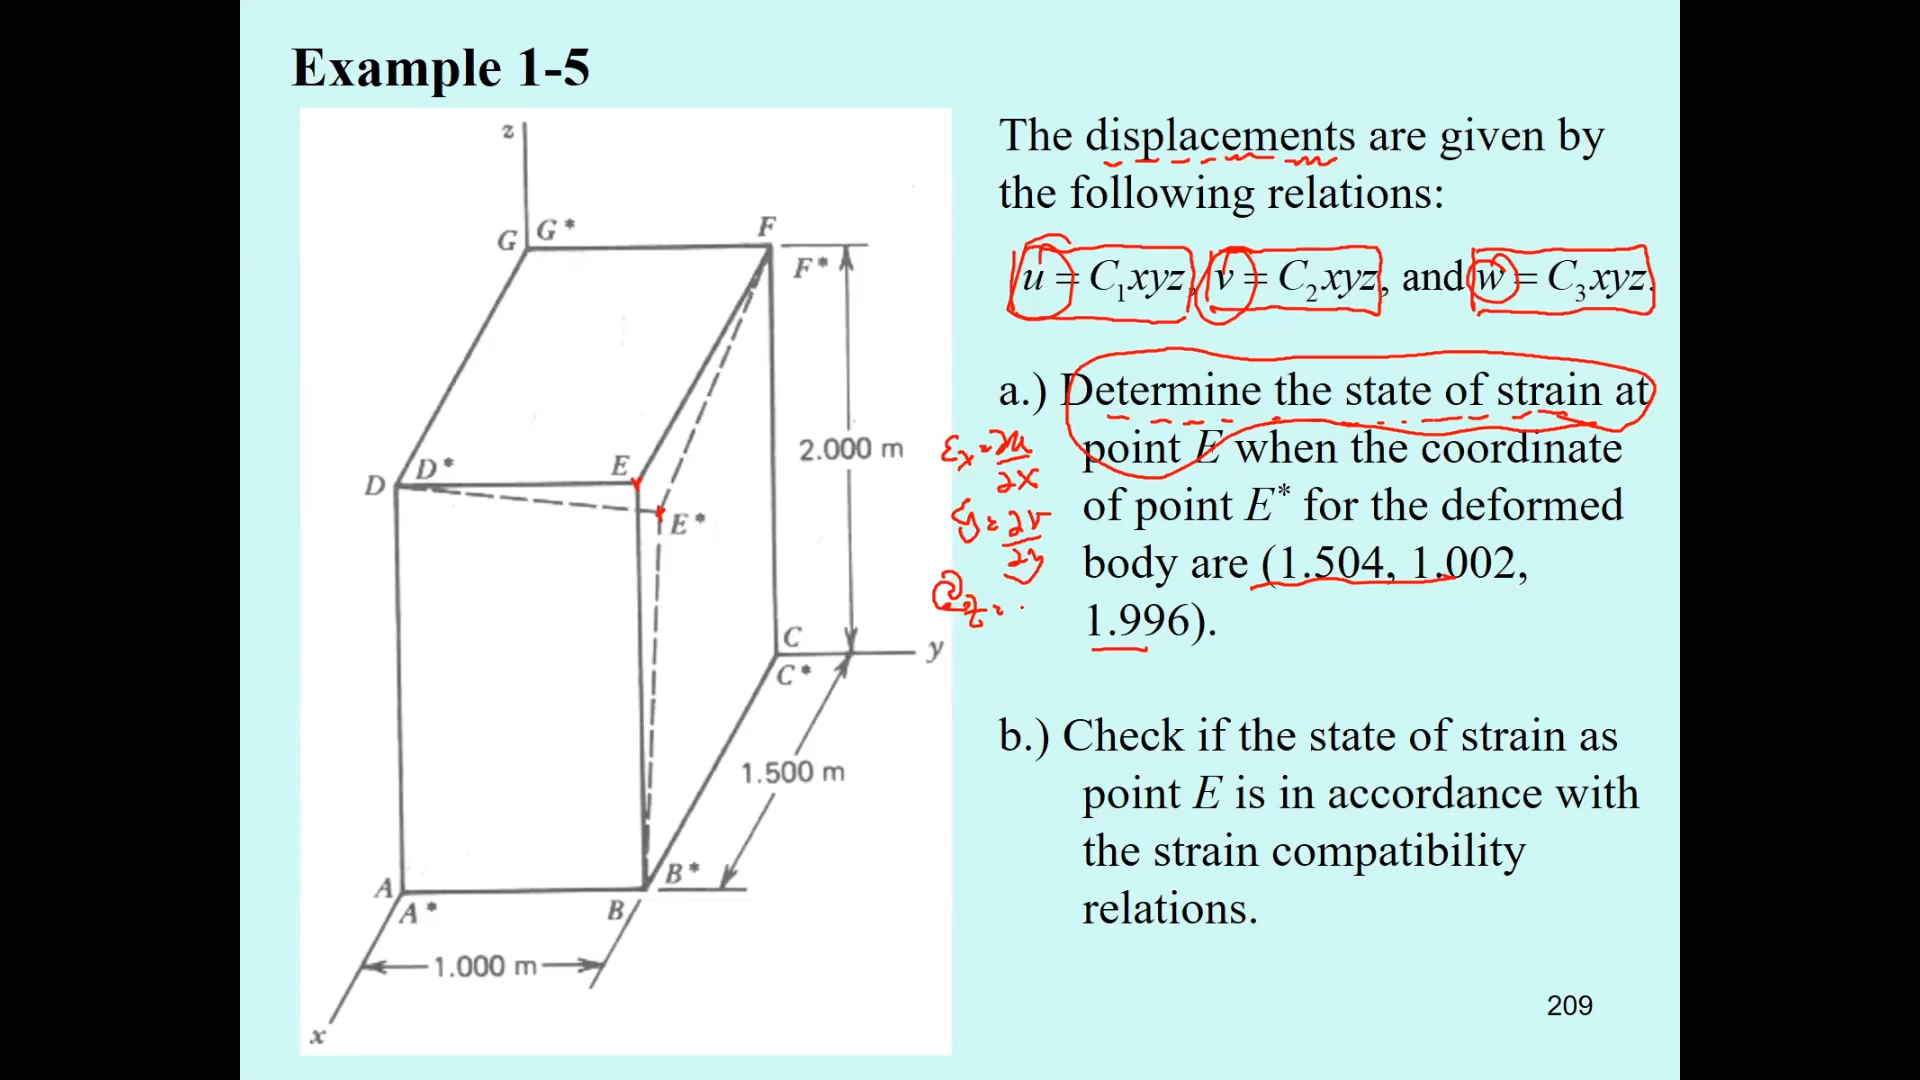 Example 1-5
z
G G*
F
F*
D D*
E
E*
2.000 m
C
C*
y
1.500 m
A
A*
B*
B
1.000 m
x
The displacements are given by
the following relations:
u = C₁xyz, v = C₂xyz, and w = C₃xyz.
a.) Determine the state of strain at
point E when the coordinate
of point E* for the deformed
body are (1.504, 1.002,
1.996).
εx = ∂u/∂x
εy = ∂v/∂y
b.) Check if the state of strain as
point E is in accordance with
the strain compatibility
relations.
209